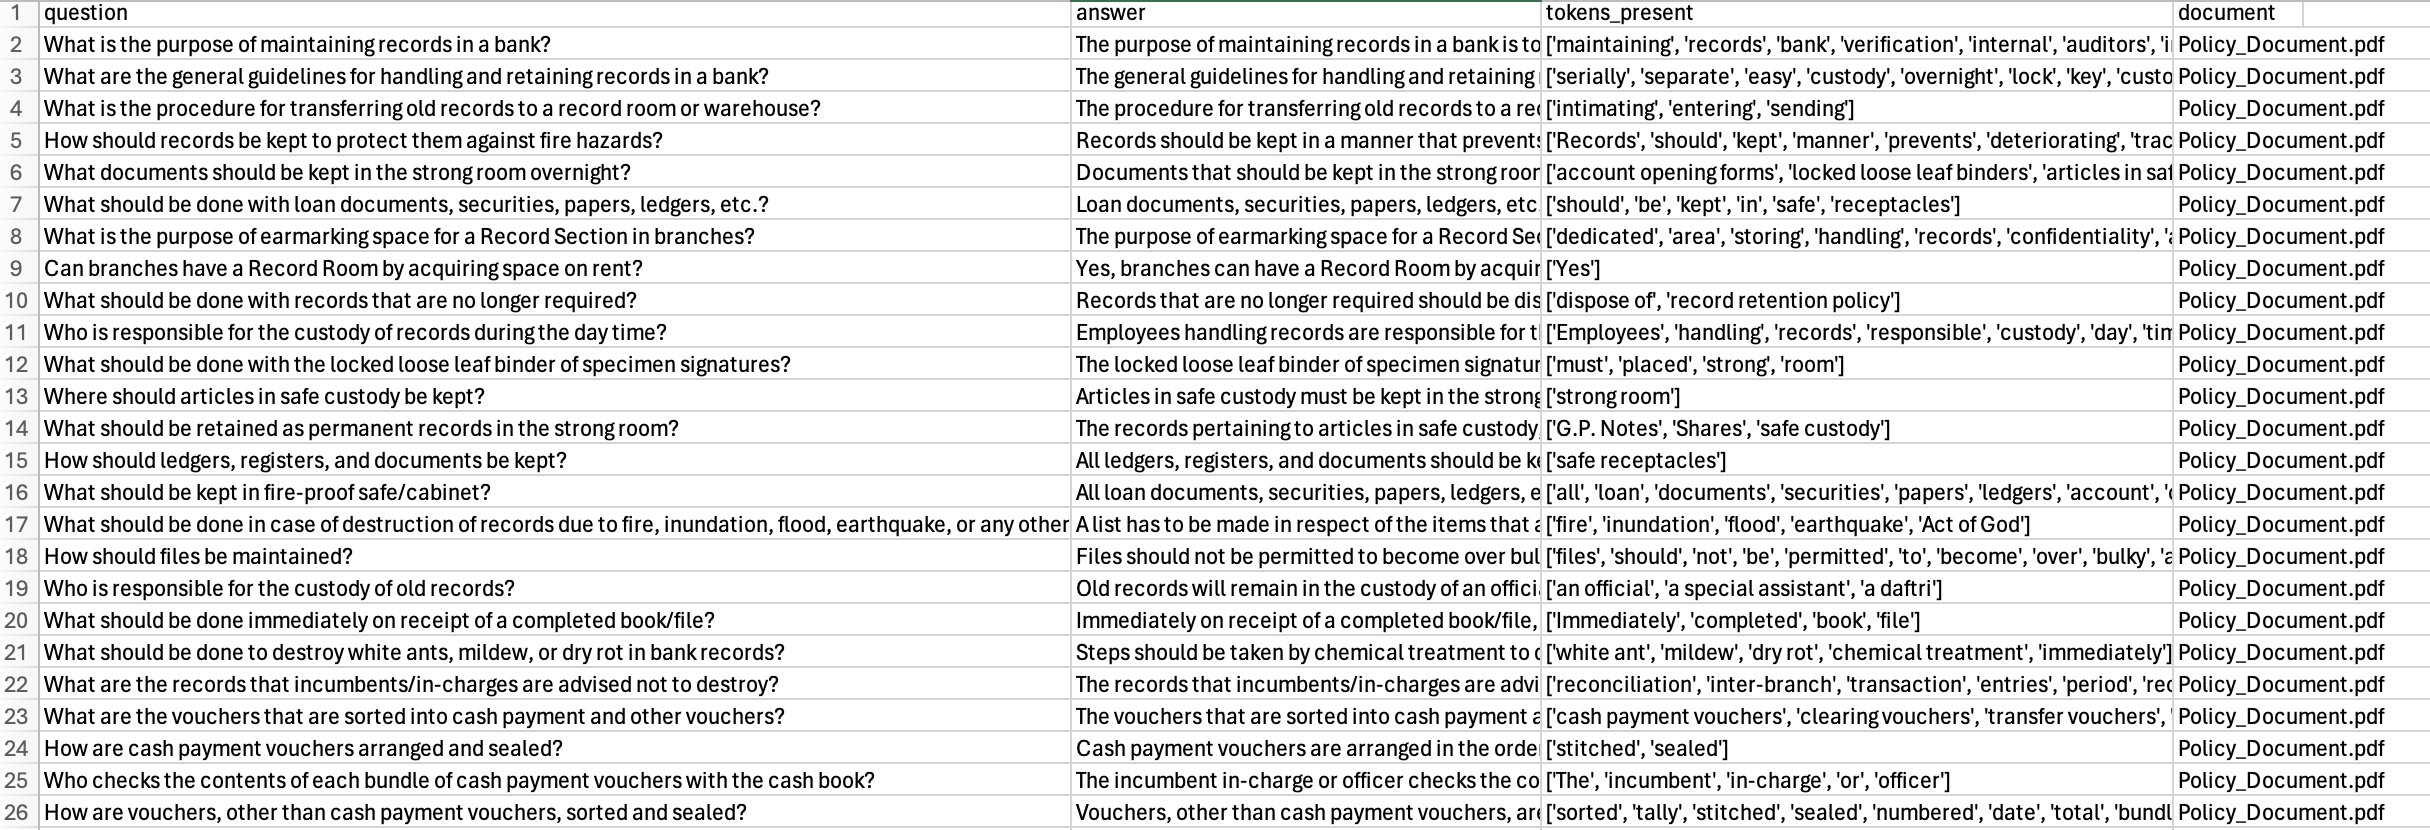 1 question answer tokens_present document
2 What is the purpose of maintaining records in a bank? The purpose of maintaining records in a bank is to ['maintaining', 'records', 'bank', 'verification', 'internal', 'auditors', 'i Policy_Document.pdf
3 What are the general guidelines for handling and retaining records in a bank? The general guidelines for handling and retaining ['serially', 'separate', 'easy', 'custody', 'overnight', 'lock', 'key', 'custo Policy_Document.pdf
4 What is the procedure for transferring old records to a record room or warehouse? The procedure for transferring old records to a rec ['intimating', 'entering', 'sending'] Policy_Document.pdf
5 How should records be kept to protect them against fire hazards? Records should be kept in a manner that prevents ['Records', 'should', 'kept', 'manner', 'prevents', 'deteriorating', 'trac Policy_Document.pdf
6 What documents should be kept in the strong room overnight? Documents that should be kept in the strong roor ['account opening forms', 'locked loose leaf binders', 'articles in saf Policy_Document.pdf
7 What should be done with loan documents, securities, papers, ledgers, etc.? Loan documents, securities, papers, ledgers, etc. ['should', 'be', 'kept', 'in', 'safe', 'receptacles'] Policy_Document.pdf
8 What is the purpose of earmarking space for a Record Section in branches? The purpose of earmarking space for a Record Sec ['dedicated', 'area', 'storing', 'handling', 'records', 'confidentiality', 'a Policy_Document.pdf
9 Can branches have a Record Room by acquiring space on rent? Yes, branches can have a Record Room by acquir ['Yes'] Policy_Document.pdf
10 What should be done with records that are no longer required? Records that are no longer required should be dis ['dispose of', 'record retention policy'] Policy_Document.pdf
11 Who is responsible for the custody of records during the day time? Employees handling records are responsible for t ['Employees', 'handling', 'records', 'responsible', 'custody', 'day', 'tim Policy_Document.pdf
12 What should be done with the locked loose leaf binder of specimen signatures? The locked loose leaf binder of specimen signatur ['must', 'placed', 'strong', 'room'] Policy_Document.pdf
13 Where should articles in safe custody be kept? Articles in safe custody must be kept in the strong ['strong room'] Policy_Document.pdf
14 What should be retained as permanent records in the strong room? The records pertaining to articles in safe custody, ['G.P. Notes', 'Shares', 'safe custody'] Policy_Document.pdf
15 How should ledgers, registers, and documents be kept? All ledgers, registers, and documents should be ke ['safe receptacles'] Policy_Document.pdf
16 What should be kept in fire-proof safe/cabinet? All loan documents, securities, papers, ledgers, e ['all', 'loan', 'documents', 'securities', 'papers', 'ledgers', 'account', 'o Policy_Document.pdf
17 What should be done in case of destruction of records due to fire, inundation, flood, earthquake, or any other A list has to be made in respect of the items that a ['fire', 'inundation', 'flood', 'earthquake', 'Act of God'] Policy_Document.pdf
18 How should files be maintained? Files should not be permitted to become over bul ['files', 'should', 'not', 'be', 'permitted', 'to', 'become', 'over', 'bulky', 'a Policy_Document.pdf
19 Who is responsible for the custody of old records? Old records will remain in the custody of an offici ['an official', 'a special assistant', 'a daftri'] Policy_Document.pdf
20 What should be done immediately on receipt of a completed book/file? Immediately on receipt of a completed book/file, ['Immediately', 'completed', 'book', 'file'] Policy_Document.pdf
21 What should be done to destroy white ants, mildew, or dry rot in bank records? Steps should be taken by chemical treatment to d ['white ant', 'mildew', 'dry rot', 'chemical treatment', 'immediately'] Policy_Document.pdf
22 What are the records that incumbents/in-charges are advised not to destroy? The records that incumbents/in-charges are advi ['reconciliation', 'inter-branch', 'transaction', 'entries', 'period', 'rec Policy_Document.pdf
23 What are the vouchers that are sorted into cash payment and other vouchers? The vouchers that are sorted into cash payment a ['cash payment vouchers', 'clearing vouchers', 'transfer vouchers', ' Policy_Document.pdf
24 How are cash payment vouchers arranged and sealed? Cash payment vouchers are arranged in the orde ['stitched', 'sealed'] Policy_Document.pdf
25 Who checks the contents of each bundle of cash payment vouchers with the cash book? The incumbent in-charge or officer checks the co ['The', 'incumbent', 'in-charge', 'or', 'officer'] Policy_Document.pdf
26 How are vouchers, other than cash payment vouchers, sorted and sealed? Vouchers, other than cash payment vouchers, are ['sorted', 'tally', 'stitched', 'sealed', 'numbered', 'date', 'total', 'bundl Policy_Document.pdf